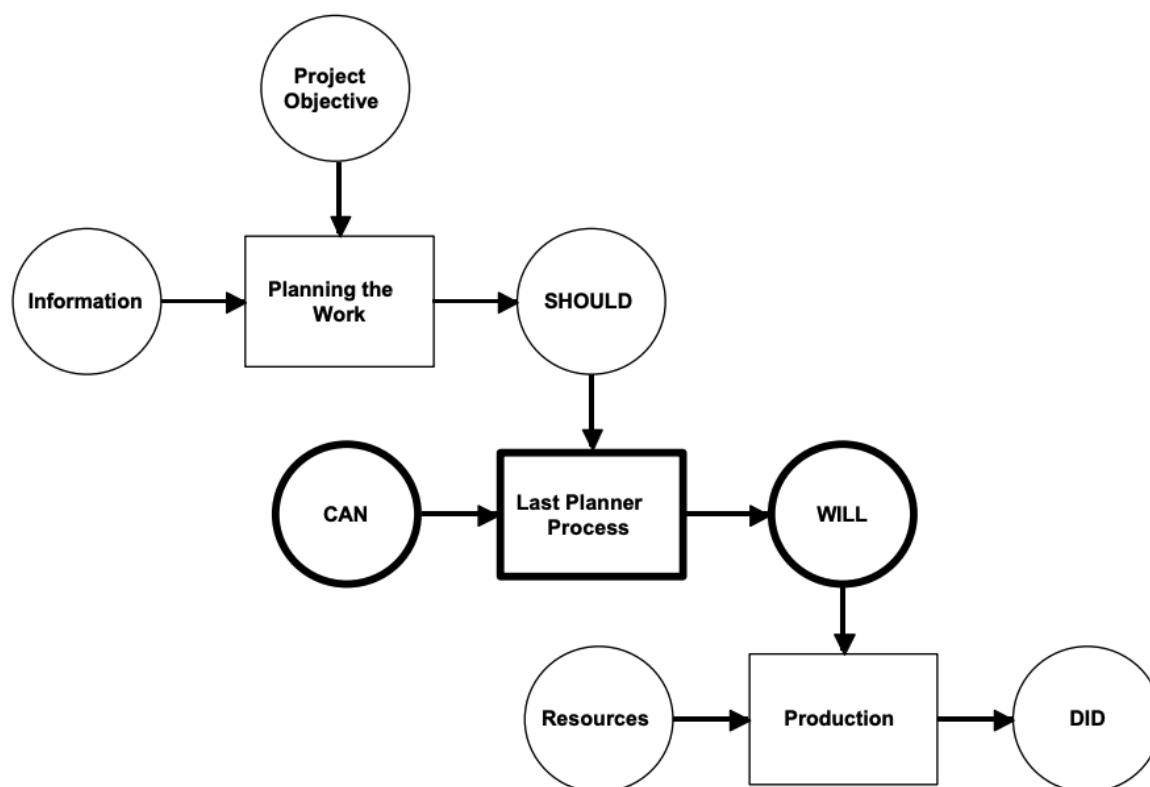 Project
Objective
Information
Planning the
Work
SHOULD
CAN
Last Planner
Process
WILL
Resources
Production
DID